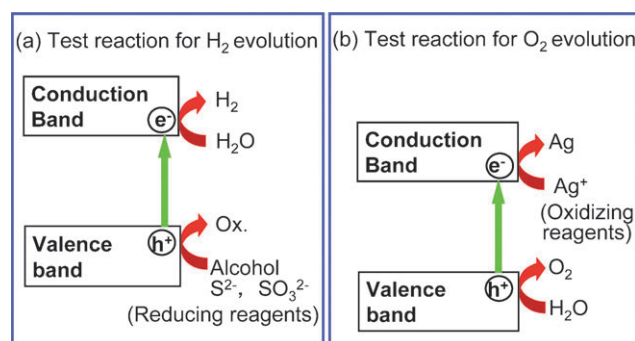 (a) Test reaction for H₂ evolution
Conduction
Band
e⁻
H₂
H₂O
Valence
band
h⁺
Ox.
Alcohol
S²⁻, SO₃²⁻
(Reducing reagents)
(b) Test reaction for O₂ evolution
Conduction
Band
e⁻
Ag
Ag⁺
(Oxidizing
reagents)
Valence
band
h⁺
O₂
H₂O